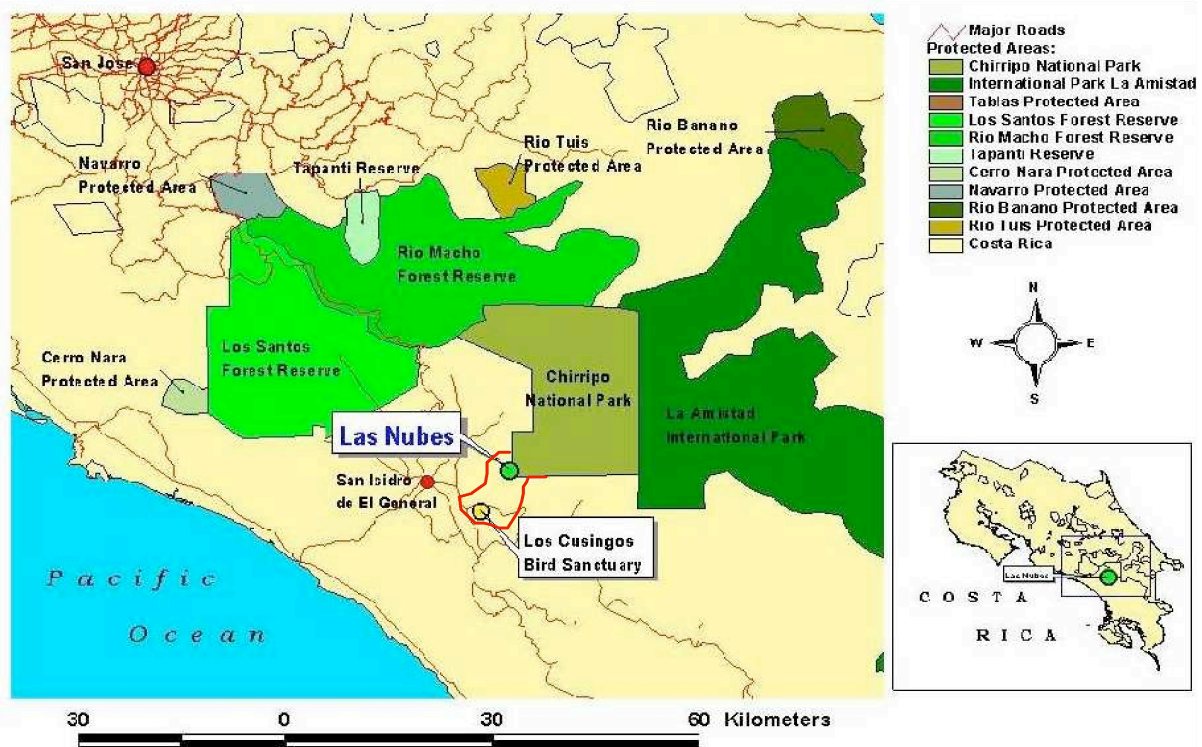 San Jose
Navarro
Protected Area
Tapanti Reserve
Rio Tuis
Protected Area
Rio Banano
Protected Area
Rio Macho
Forest Reserve
Los Santos
Forest Reserve
Cerro Nara
Protected Area
Chirripo
National Park
La Amistad
International Park
Las Nubes
San Isidro
de El General
Los Cusingos
Bird Sanctuary
Pacific
Ocean
30 0 30 60 Kilometers
Major Roads
Protected Areas:
Chirripo National Park
International Park La Amistad
Tablas Protected Area
Los Santos Forest Reserve
Rio Macho Forest Reserve
Tapanti Reserve
Cerro Nara Protected Area
Navarro Protected Area
Rio Banano Protected Area
Rio Tuis Protected Area
Costa Rica
N
W E
S
Las Nubes
COSTA
RICA